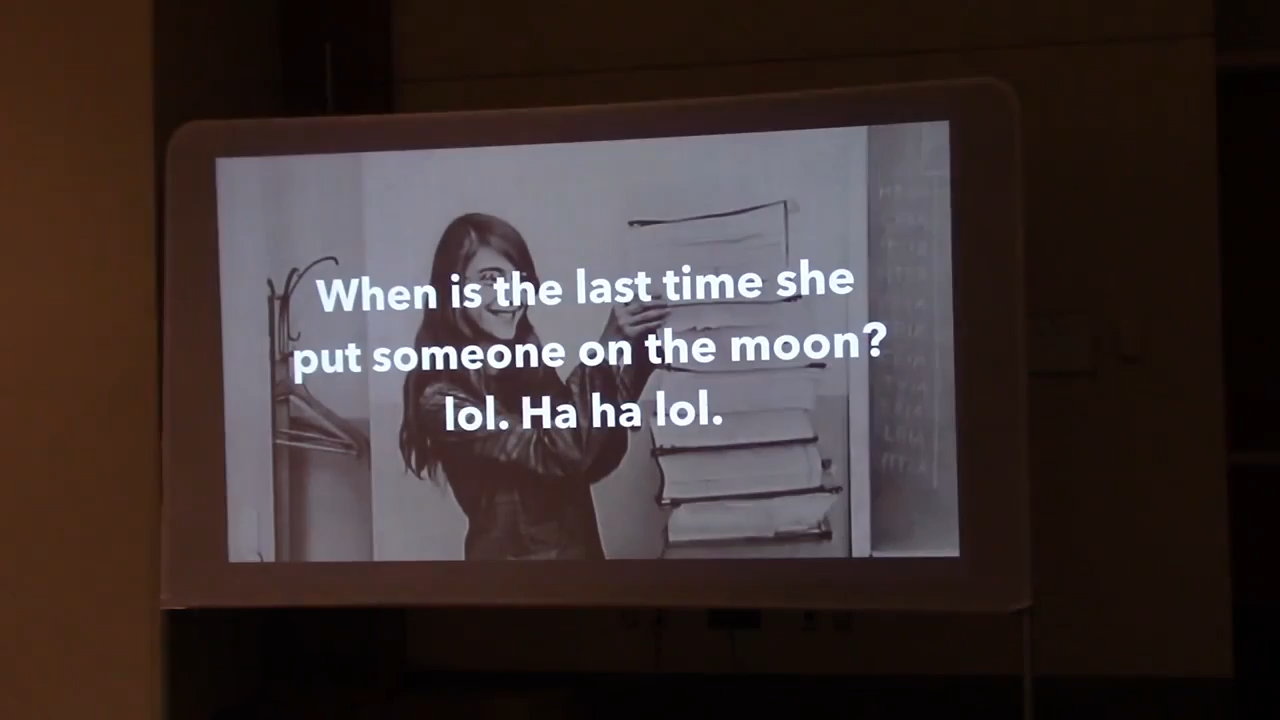 When is the last time she
put someone on the moon?
lol. Ha ha lol.